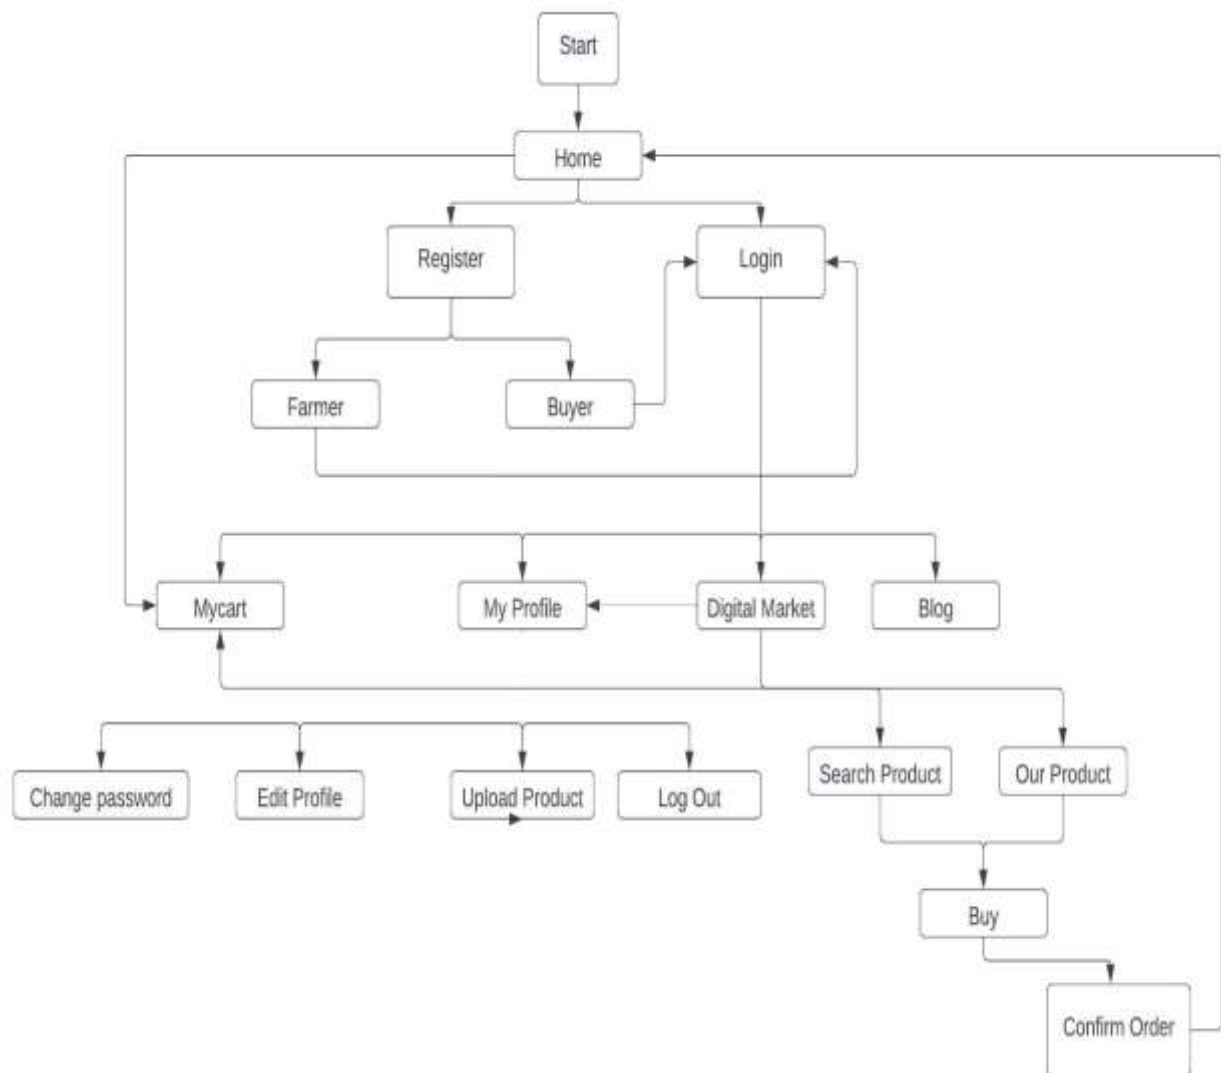 Start
Home
Register
Login
Farmer
Buyer
Mycart
My Profile
Digital Market
Blog
Search Product
Our Product
Change password
Edit Profile
Upload Product
Log Out
Buy
Confirm Order